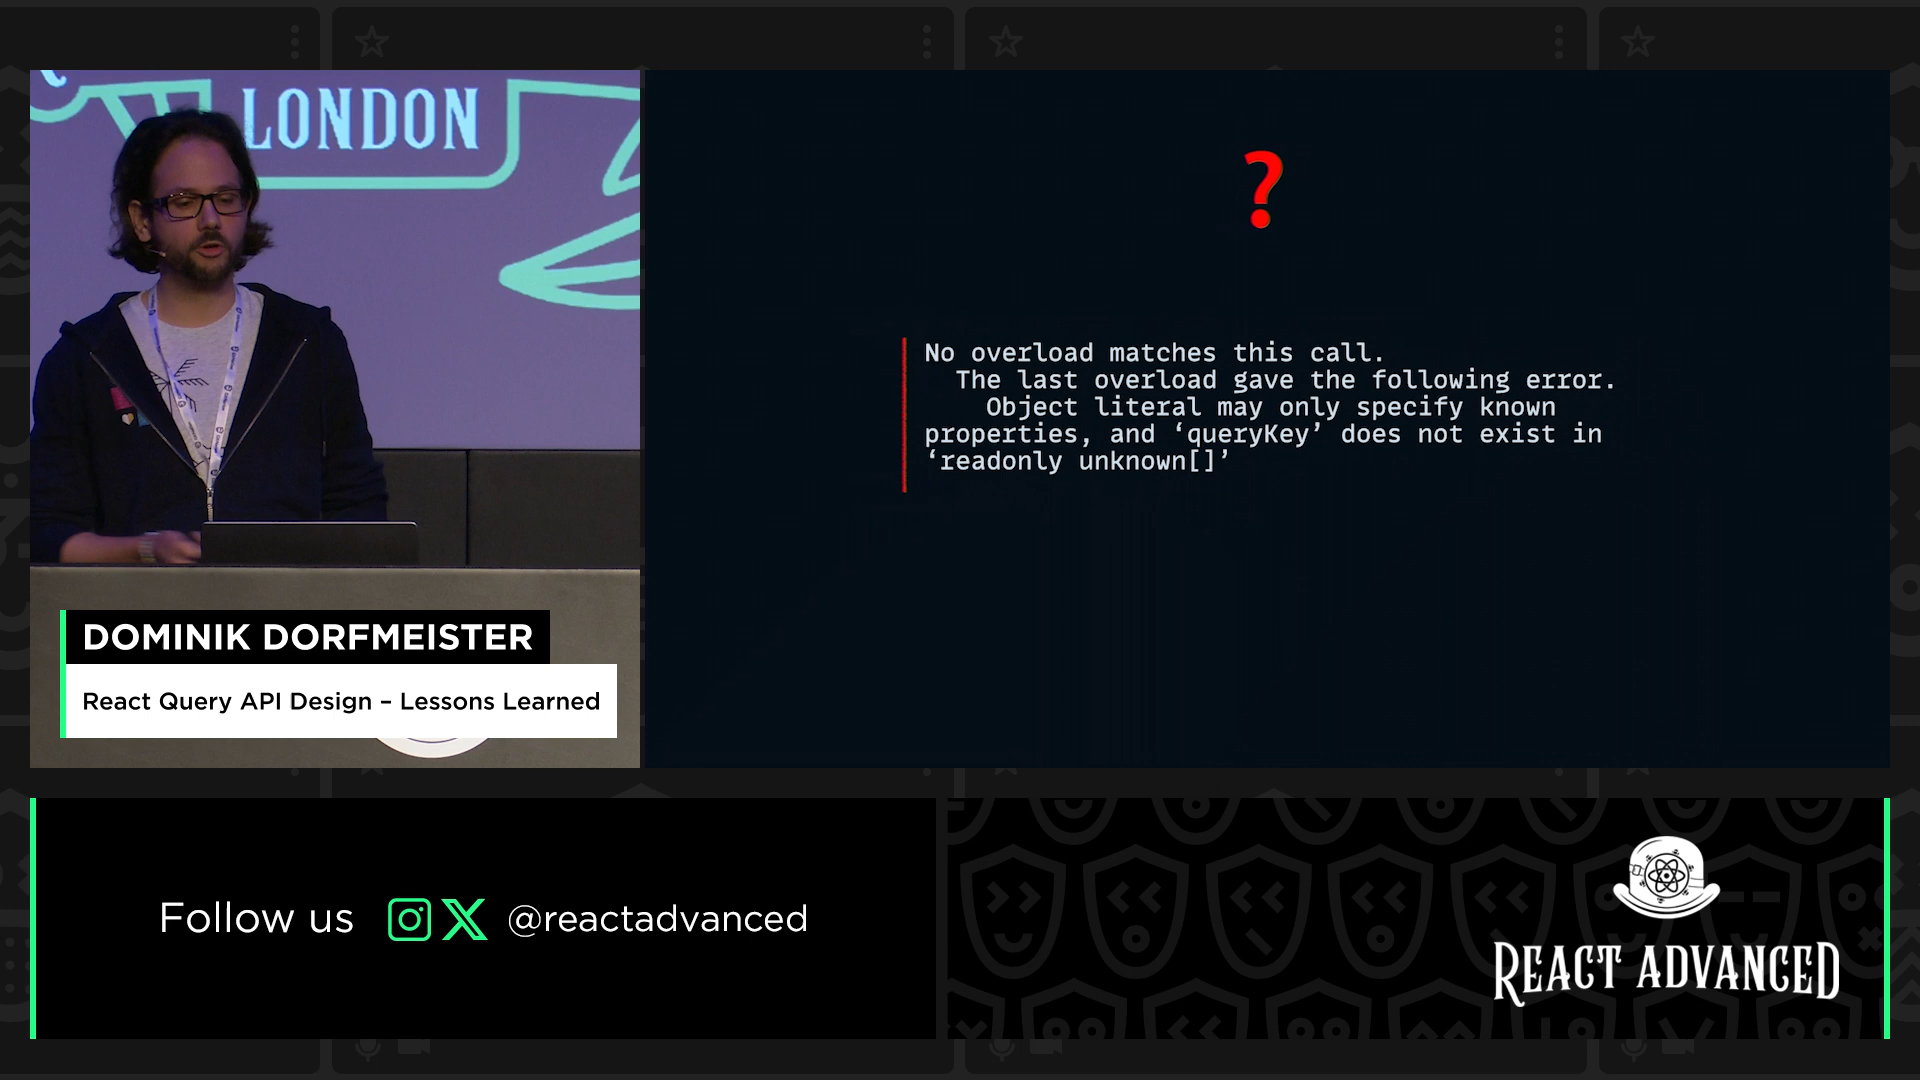 LONDON
?
No overload matches this call.
The last overload gave the following error.
Object literal may only specify known
properties, and ‘queryKey’ does not exist in
‘readonly unknown[]’
DOMINIK DORFMEISTER
React Query API Design – Lessons Learned
Follow us @reactadvanced
REACT ADVANCED